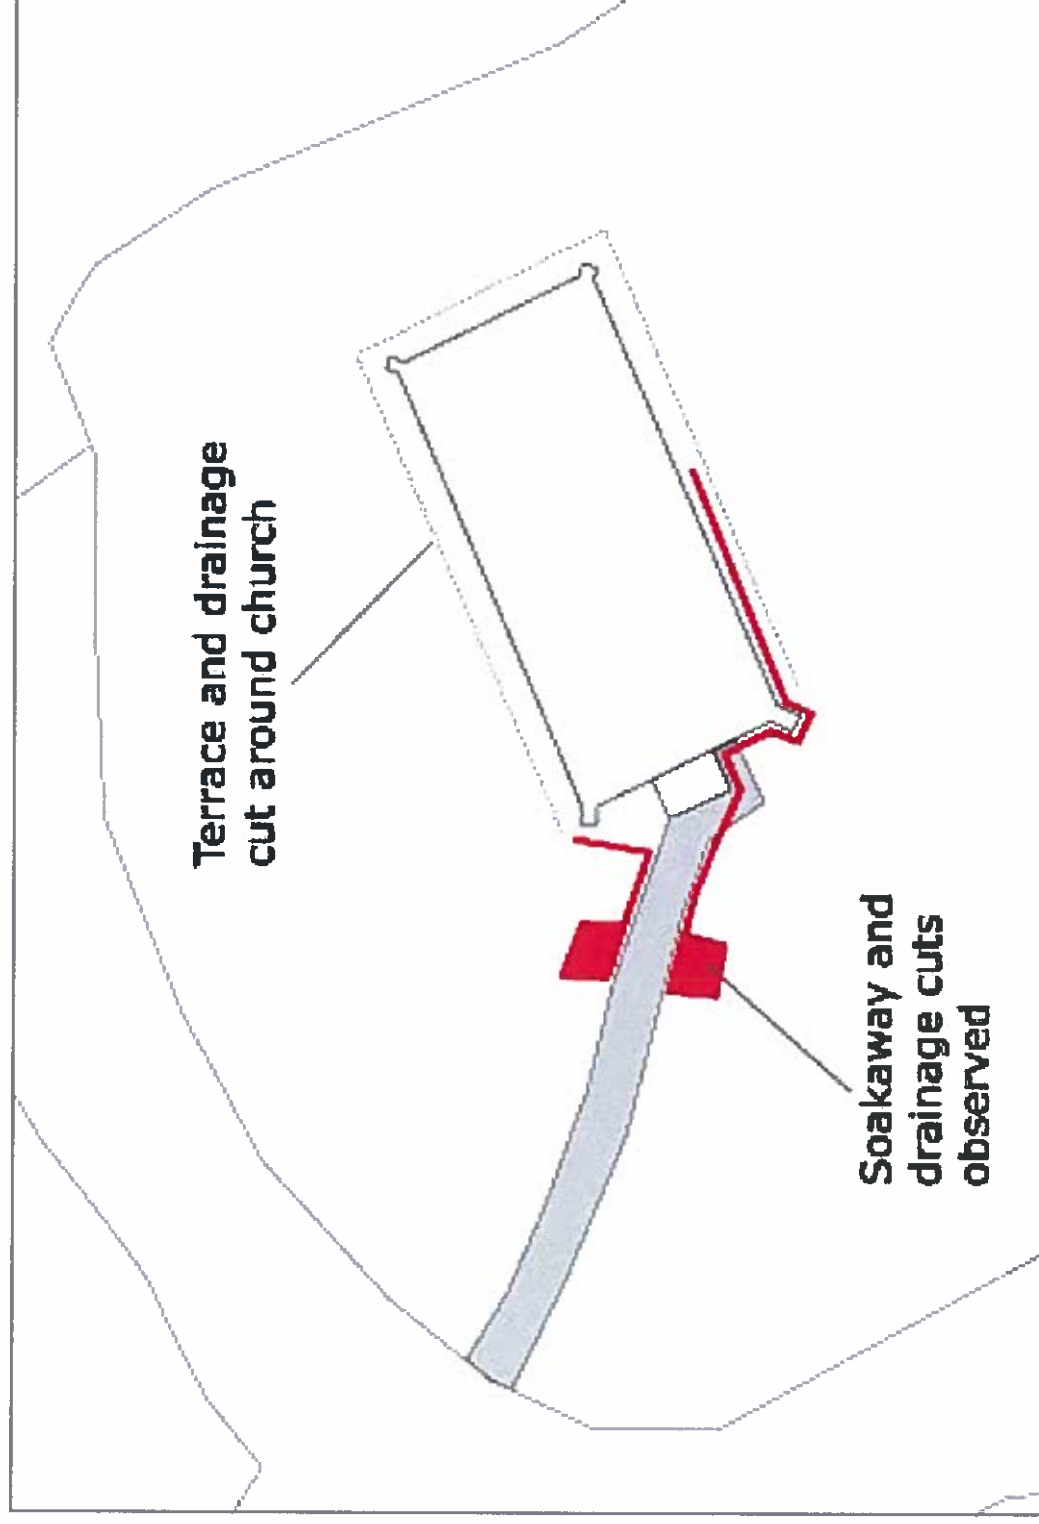 Terrace and drainage
cut around church
Soakaway and
drainage cuts
observed